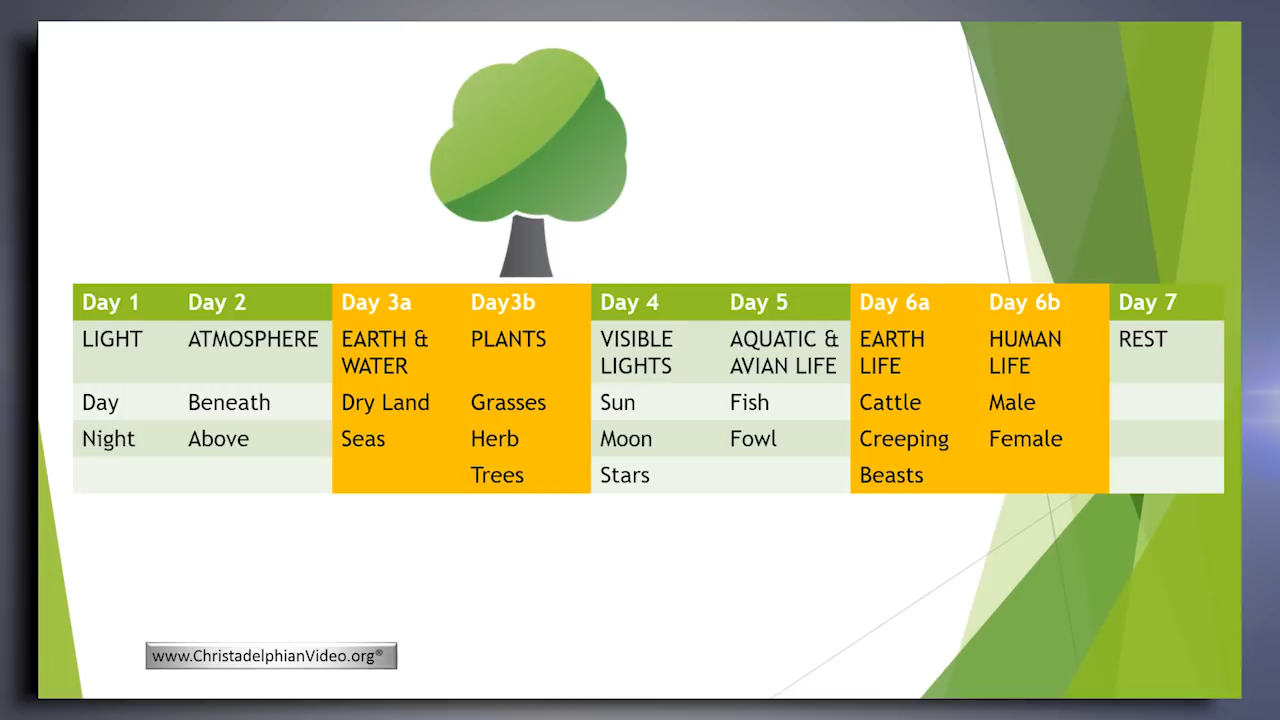 Day 1 Day 2 Day 3a Day3b Day 4 Day 5 Day 6a Day 6b Day 7
LIGHT ATMOSPHERE EARTH & PLANTS VISIBLE AQUATIC & EARTH HUMAN REST
WATER LIGHTS AVIAN LIFE LIFE LIFE
Day Beneath Dry Land Grasses Sun Fish Cattle Male
Night Above Seas Herb Moon Fowl Creeping Female
Trees Stars Beasts
www.ChristadelphianVideo.org®